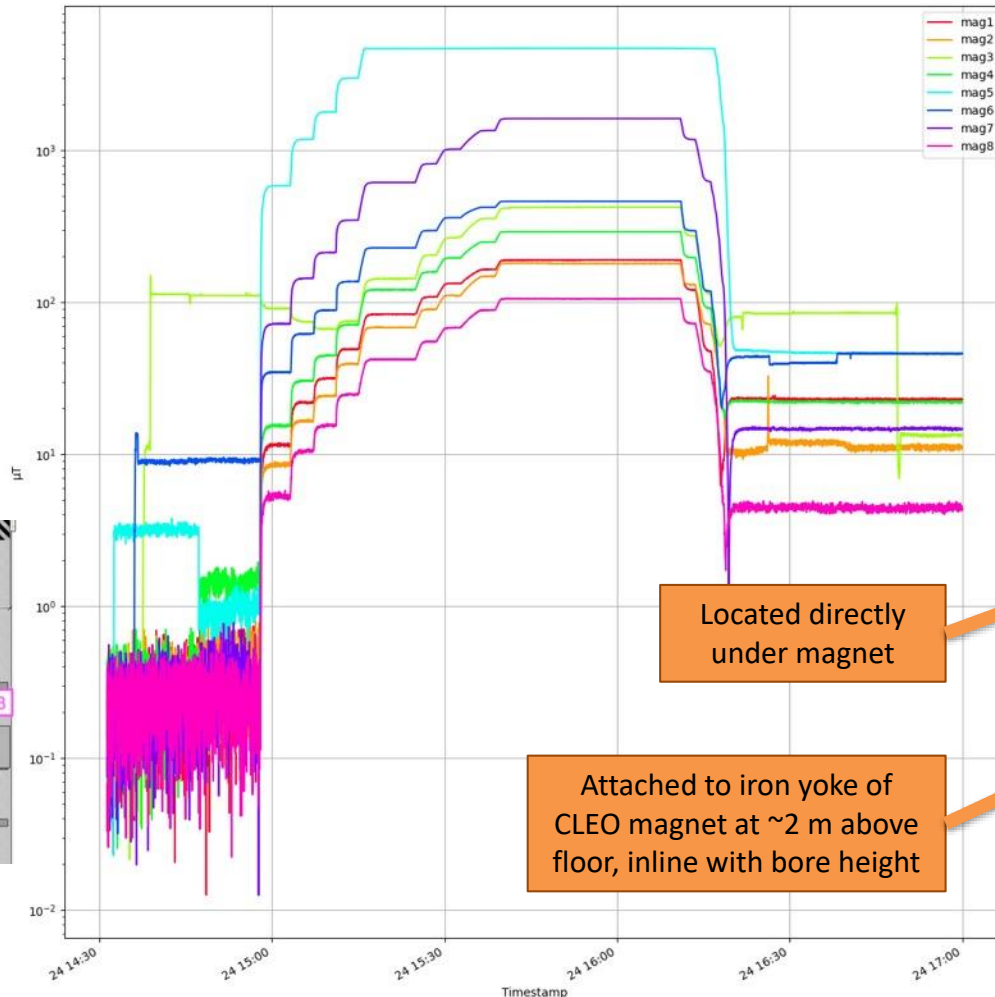 mag1
mag2
mag3
mag4
mag5
mag6
mag7
mag8
10³
10²
10¹
10⁰
10⁻¹
10⁻²
µT
Located directly
under magnet
Attached to iron yoke of
CLEO magnet at ~2 m above
floor, inline with bore height
24 14:30
24 15:00
24 15:30
24 16:00
24 16:30
24 17:00
Timestamp